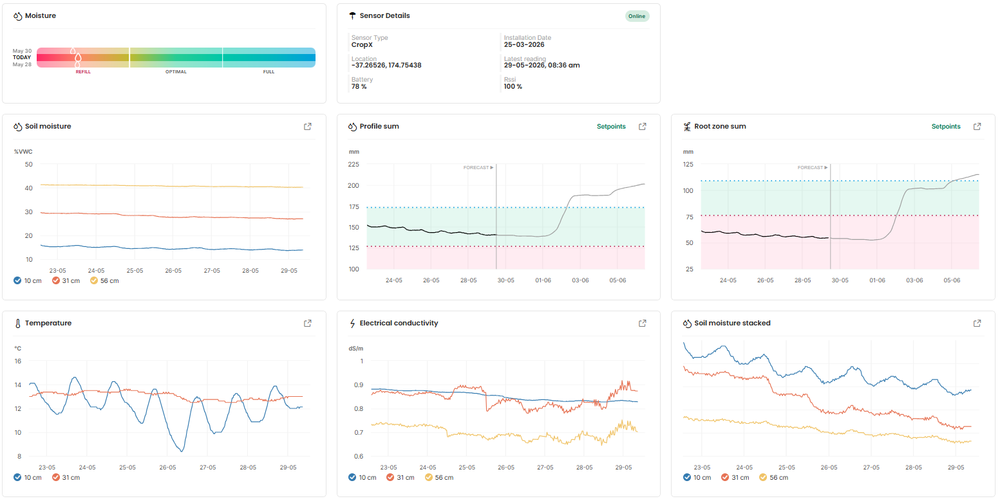 Moisture
May 30
TODAY
May 28
REFILL OPTIMAL FULL
Sensor Details
Online
Sensor Type
CropX
Installation Date
25-03-2026
Location
-37.26526, 174.75438
Latest reading
29-05-2026, 08:36 am
Battery
78 %
Rssi
100 %
Soil moisture
%VWC
50
40
30
20
10
23-05 24-05 25-05 26-05 27-05 28-05 29-05
10 cm 31 cm 56 cm
Profile sum
Setpoints
mm
225
FORECAST ▶
200
175
150
125
100
24-05 26-05 28-05 30-05 01-06 03-06 05-06
Root zone sum
Setpoints
mm
125
FORECAST ▶
100
75
50
25
24-05 26-05 28-05 30-05 01-06 03-06 05-06
Temperature
°C
16
14
12
10
8
23-05 24-05 25-05 26-05 27-05 28-05 29-05
10 cm 31 cm
Electrical conductivity
dS/m
1
0.9
0.8
0.7
0.6
23-05 24-05 25-05 26-05 27-05 28-05 29-05
10 cm 31 cm 56 cm
Soil moisture stacked
23-05 24-05 25-05 26-05 27-05 28-05 29-05
10 cm 31 cm 56 cm